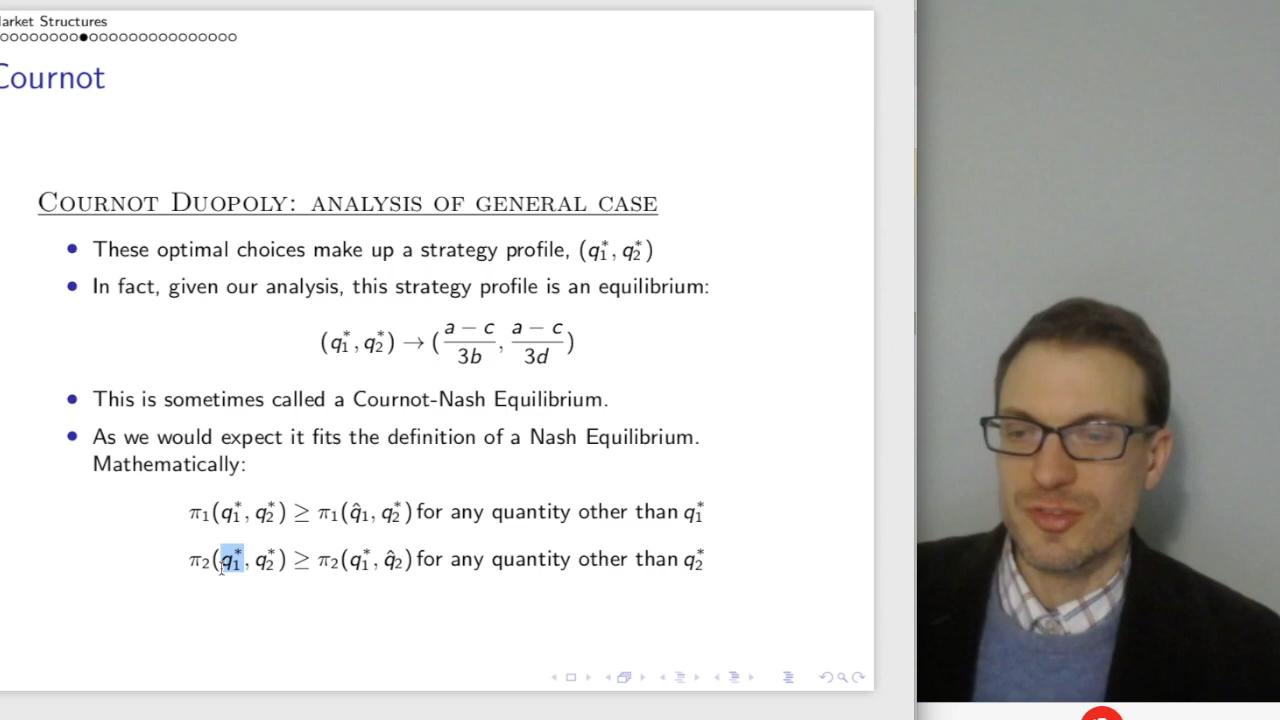 arket Structures
Cournot
COURNOT DUOPOLY: ANALYSIS OF GENERAL CASE
• These optimal choices make up a strategy profile, (q₁*, q₂*)
• In fact, given our analysis, this strategy profile is an equilibrium:
(q₁*, q₂*) → (a − c / 3b, a − c / 3d)
• This is sometimes called a Cournot-Nash Equilibrium.
• As we would expect it fits the definition of a Nash Equilibrium.
Mathematically:
π₁(q₁*, q₂*) ≥ π₁(q̂₁, q₂*) for any quantity other than q₁*
π₂(q₁*, q₂*) ≥ π₂(q₁*, q̂₂) for any quantity other than q₂*